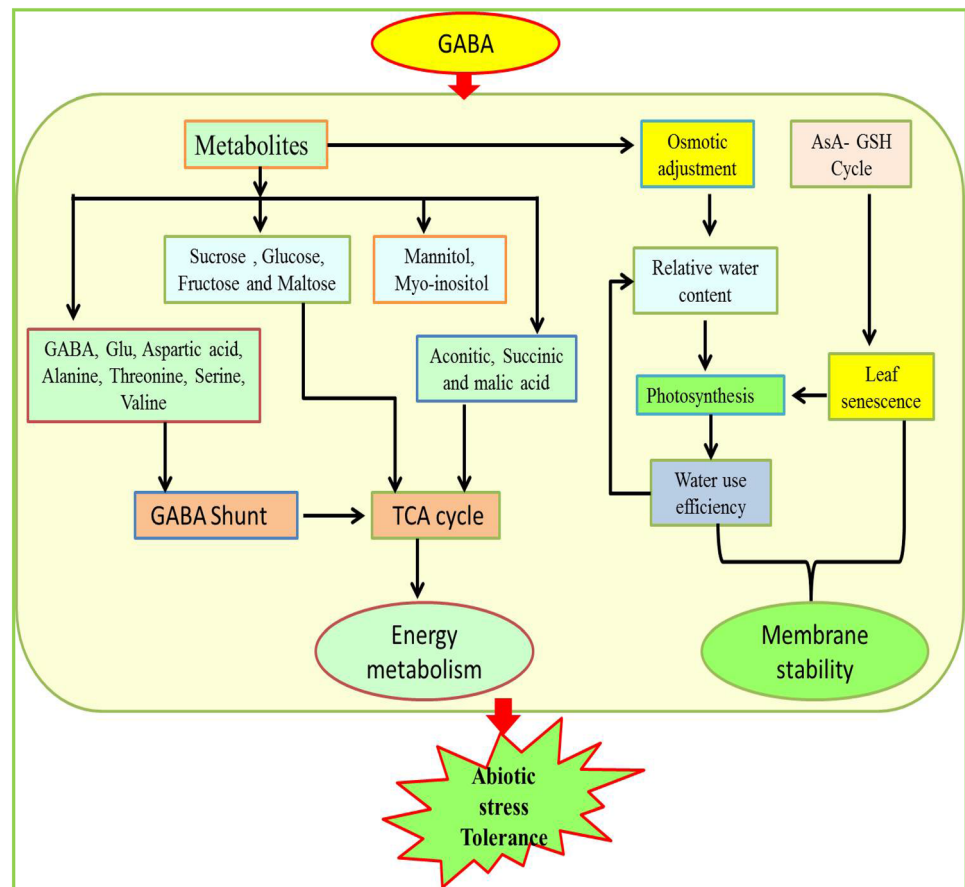 GABA
Metabolites
Osmotic
adjustment
AsA- GSH
Cycle
Sucrose , Glucose,
Fructose and Maltose
Mannitol,
Myo-inositol
Relative water
content
GABA, Glu, Aspartic acid,
Alanine, Threonine, Serine,
Valine
Aconitic, Succinic
and malic acid
Photosynthesis
Leaf
senescence
GABA Shunt
TCA cycle
Water use
efficiency
Energy
metabolism
Membrane
stability
Abiotic
stress
Tolerance